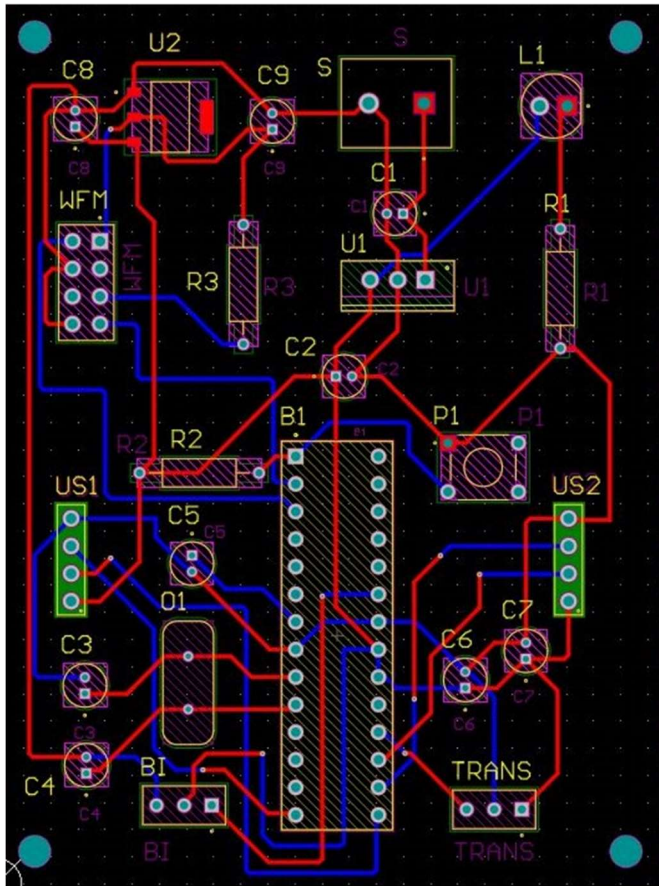 U2
S
L1
C8
C9
S
C8
C9
C1
C1
WFM
R1
WFM
U1
R3
R3
U1
R1
C2
C2
B1
B1
P1
P1
R2
R2
US1
US2
C5
C5
O1
C7
C6
C3
C7
C6
C3
C4
BI
TRANS
C4
BI
TRANS